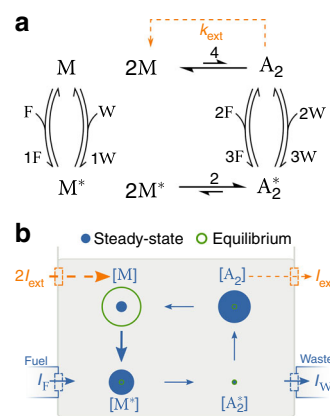 a
k_ext
M 2M 4 A₂
F W 2F 2W
1F 1W 3F 3W
M* 2M* 2 A₂*
b
Steady-state Equilibrium
2I_ext [M] [A₂] I_ex
Fuel Waste
I_F I_W
[M*] [A₂*]